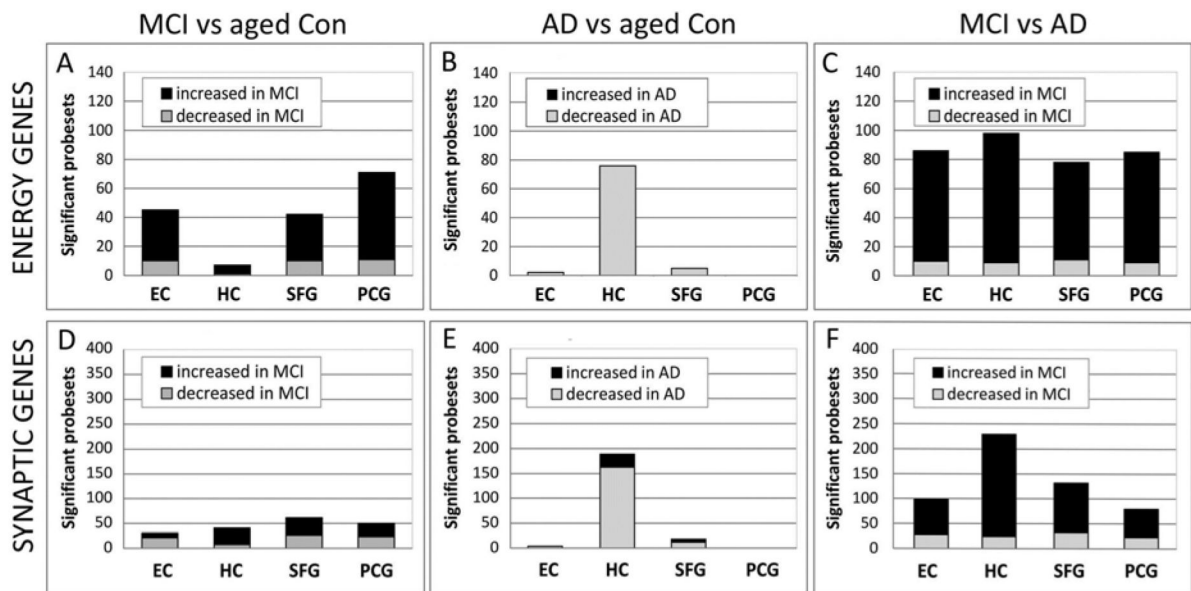 MCI vs aged Con
AD vs aged Con
MCI vs AD
ENERGY GENES
A
Significant probesets
140
120
100
80
60
40
20
0
increased in MCI
decreased in MCI
EC HC SFG PCG
B
Significant probesets
140
120
100
80
60
40
20
0
increased in AD
decreased in AD
EC HC SFG PCG
C
Significant probesets
140
120
100
80
60
40
20
0
increased in MCI
decreased in MCI
EC HC SFG PCG
SYNAPTIC GENES
D
Significant probesets
400
350
300
250
200
150
100
50
0
increased in MCI
decreased in MCI
EC HC SFG PCG
E
Significant probesets
400
350
300
250
200
150
100
50
0
increased in AD
decreased in AD
EC HC SFG PCG
F
Significant probesets
400
350
300
250
200
150
100
50
0
increased in MCI
decreased in MCI
EC HC SFG PCG